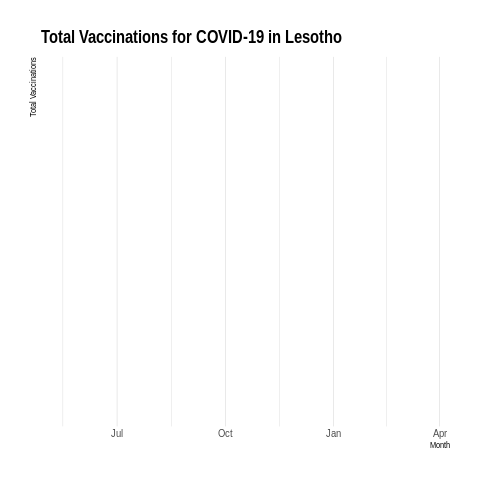 Total Vaccinations for COVID-19 in Lesotho
Total Vaccinations
Jul Oct Jan Apr
Month